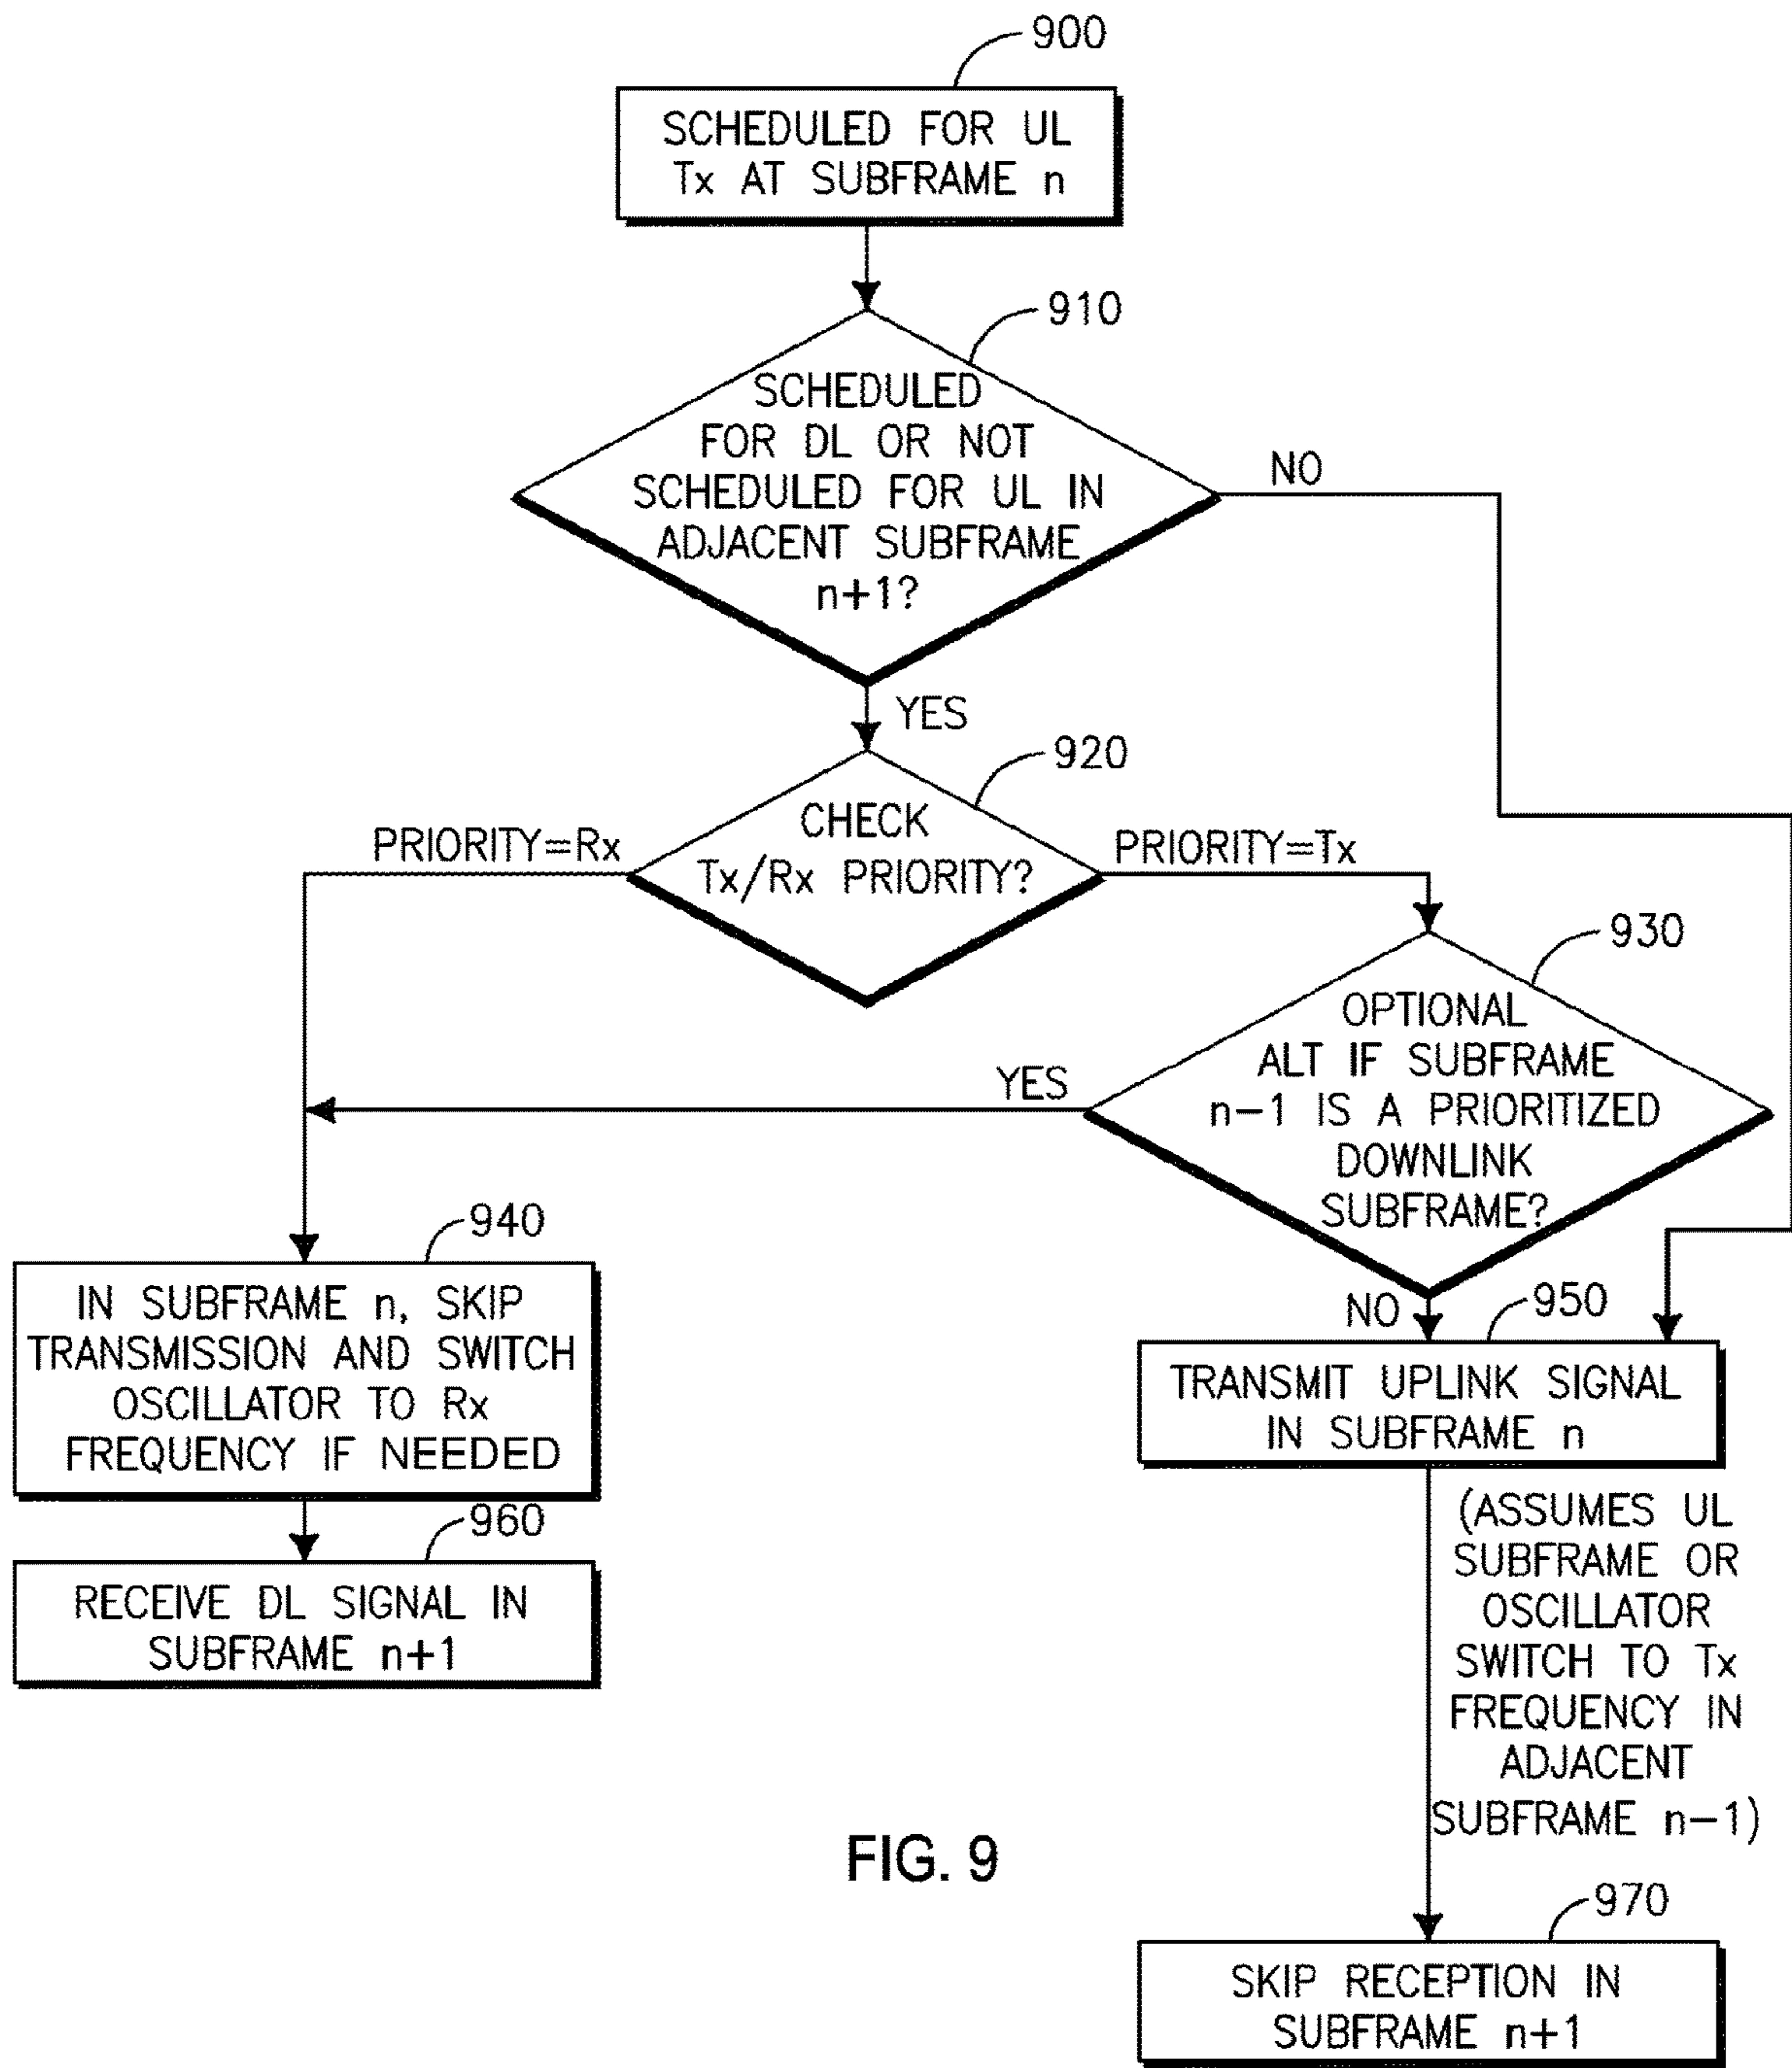 900
SCHEDULED FOR UL
Tx AT SUBFRAME n
910
SCHEDULED
FOR DL OR NOT
SCHEDULED FOR UL IN
ADJACENT SUBFRAME
n+1?
NO
YES
920
CHECK
Tx/Rx PRIORITY?
PRIORITY=Rx
PRIORITY=Tx
930
OPTIONAL
ALT IF SUBFRAME
n-1 IS A PRIORITIZED
DOWNLINK
SUBFRAME?
YES
NO
940
IN SUBFRAME n, SKIP
TRANSMISSION AND SWITCH
OSCILLATOR TO Rx
FREQUENCY IF NEEDED
950
TRANSMIT UPLINK SIGNAL
IN SUBFRAME n
960
RECEIVE DL SIGNAL IN
SUBFRAME n+1
(ASSUMES UL
SUBFRAME OR
OSCILLATOR
SWITCH TO Tx
FREQUENCY IN
ADJACENT
SUBFRAME n-1)
970
SKIP RECEPTION IN
SUBFRAME n+1
FIG. 9